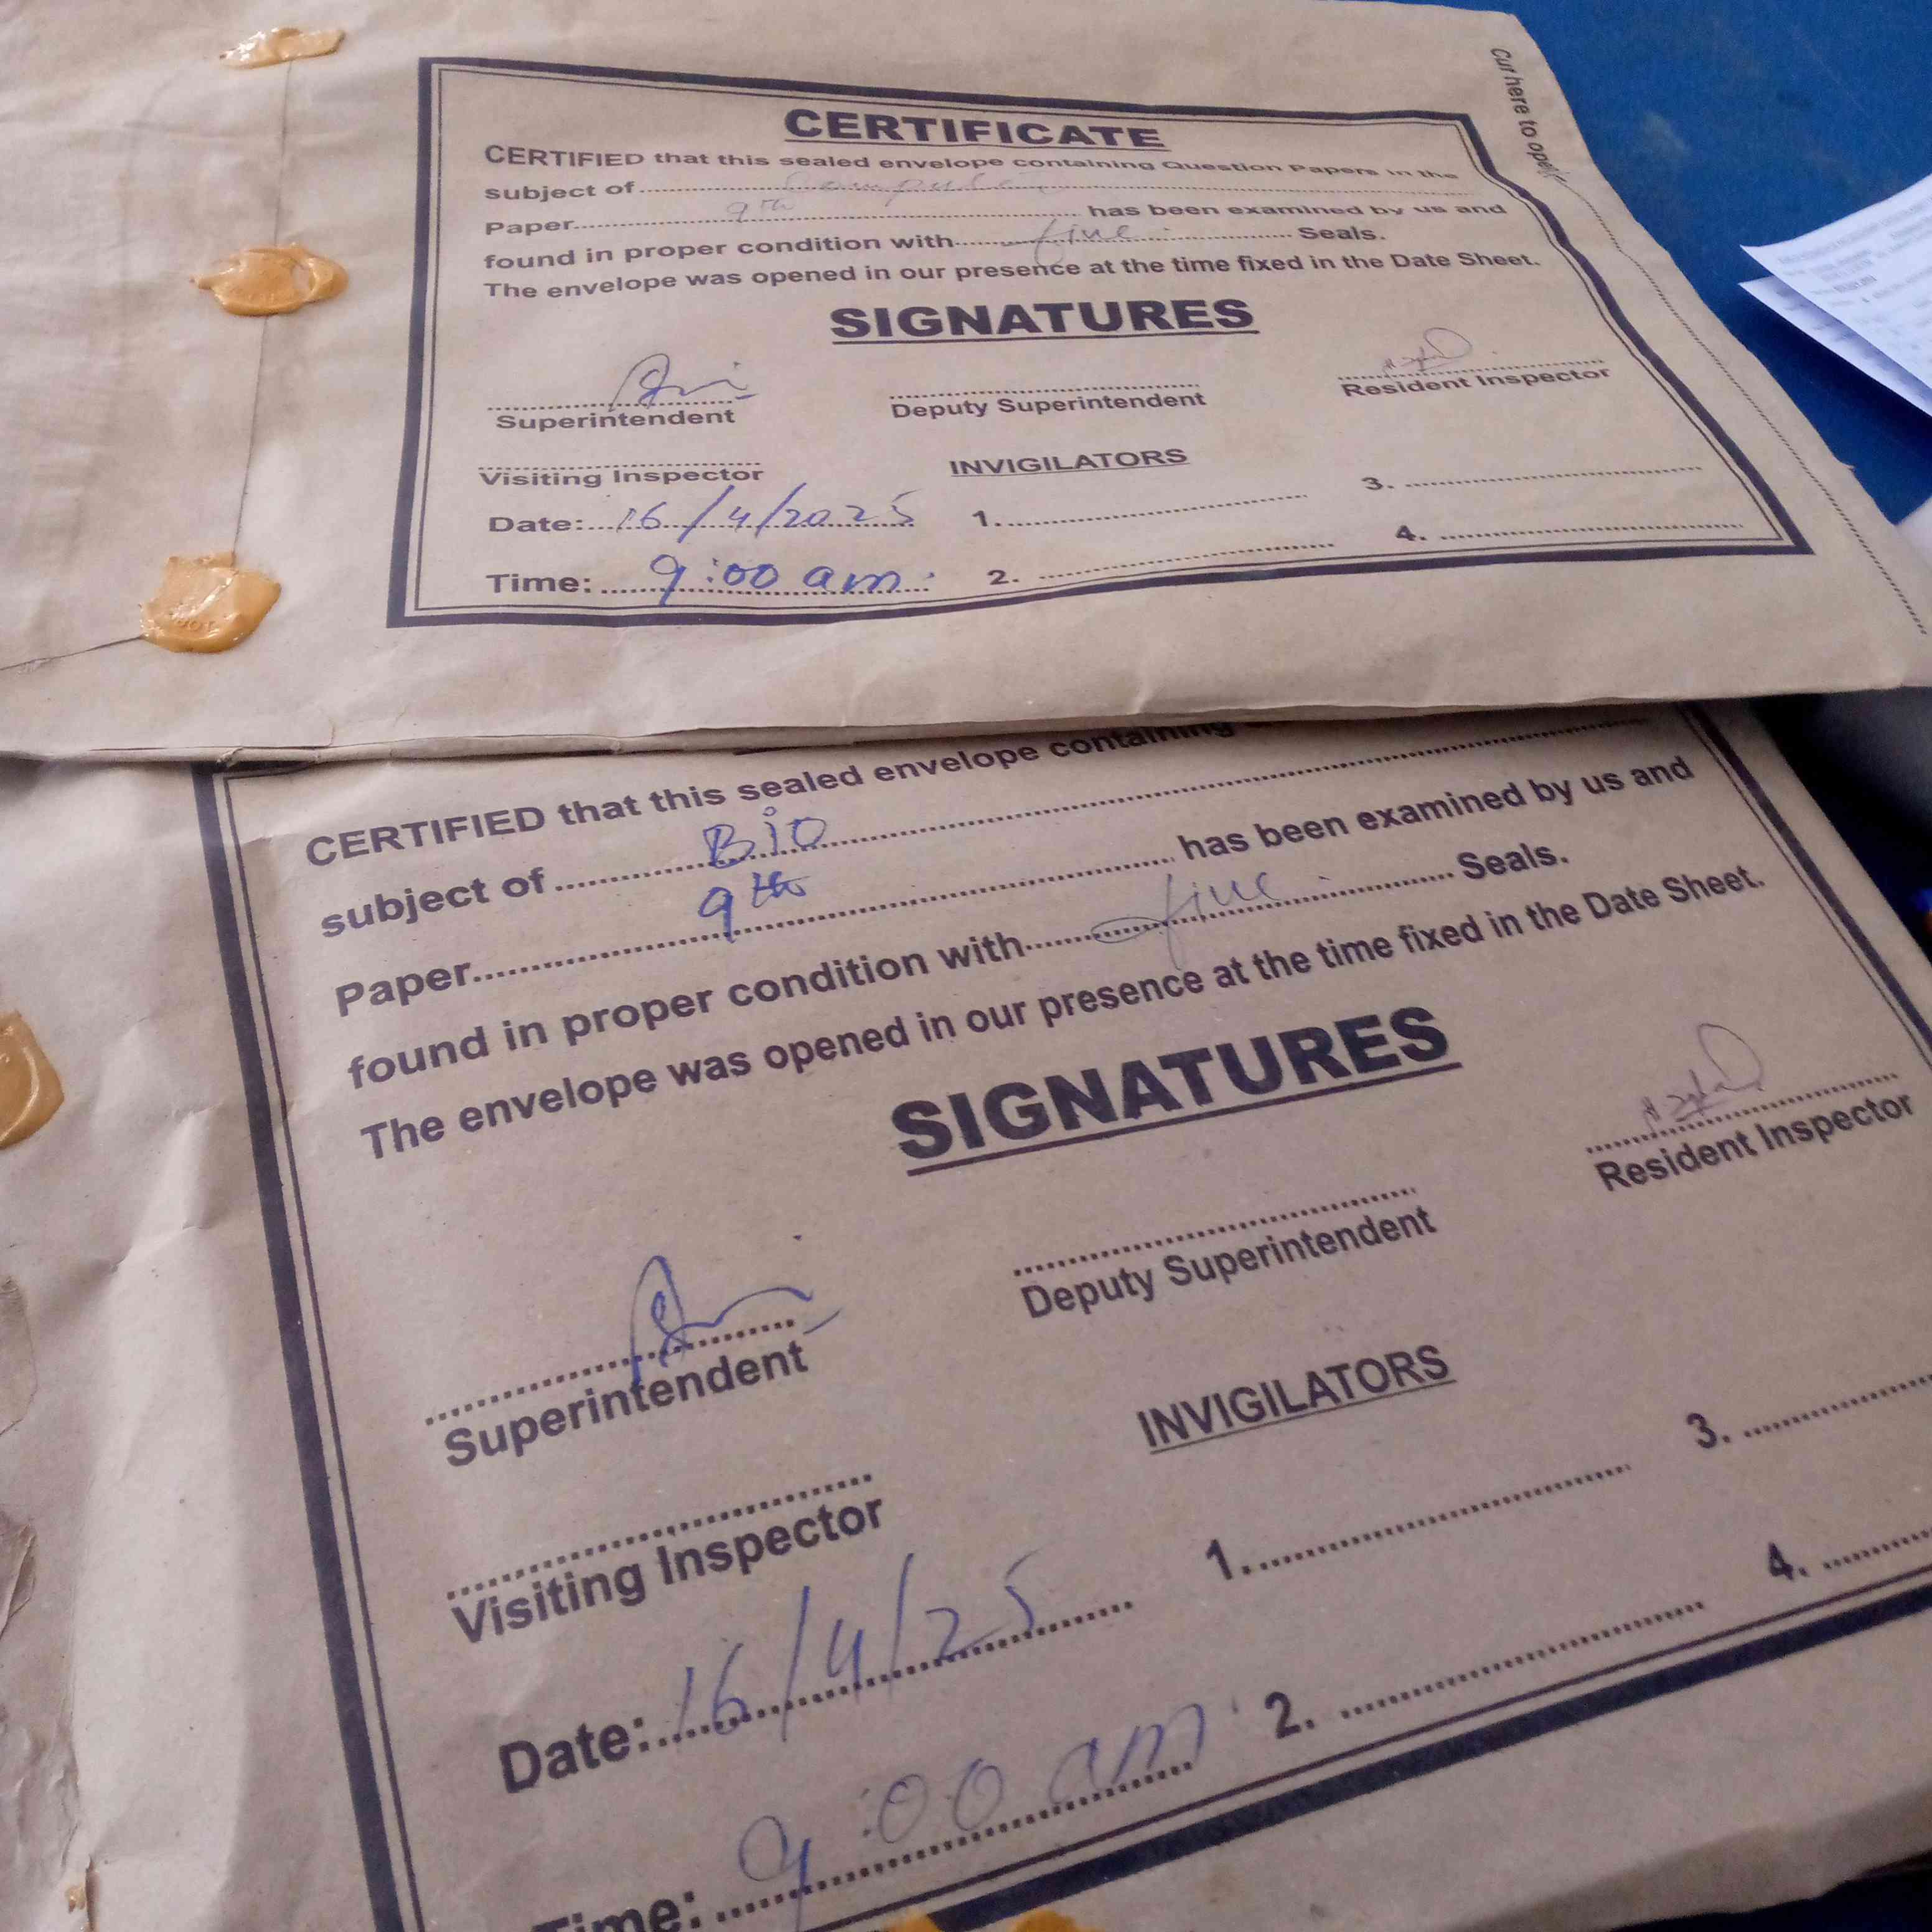 Cut here to open
CERTIFICATE
CERTIFIED that this sealed envelope containing Question Papers in the
subject of Computer
Paper 9th has been examined by us and
found in proper condition with five Seals.
The envelope was opened in our presence at the time fixed in the Date Sheet.
SIGNATURES
Superintendent Deputy Superintendent Resident Inspector
Visiting Inspector INVIGILATORS
Date: 16/4/2025 1. 3.
Time: 9:00 am 2. 4.
CERTIFIED that this sealed envelope containing
subject of Bio
Paper 9th has been examined by us and
found in proper condition with five Seals.
The envelope was opened in our presence at the time fixed in the Date Sheet.
SIGNATURES
Superintendent Deputy Superintendent Resident Inspector
Visiting Inspector INVIGILATORS
Date: 16/4/25 1. 3.
Time: 9:00 am 2. 4.